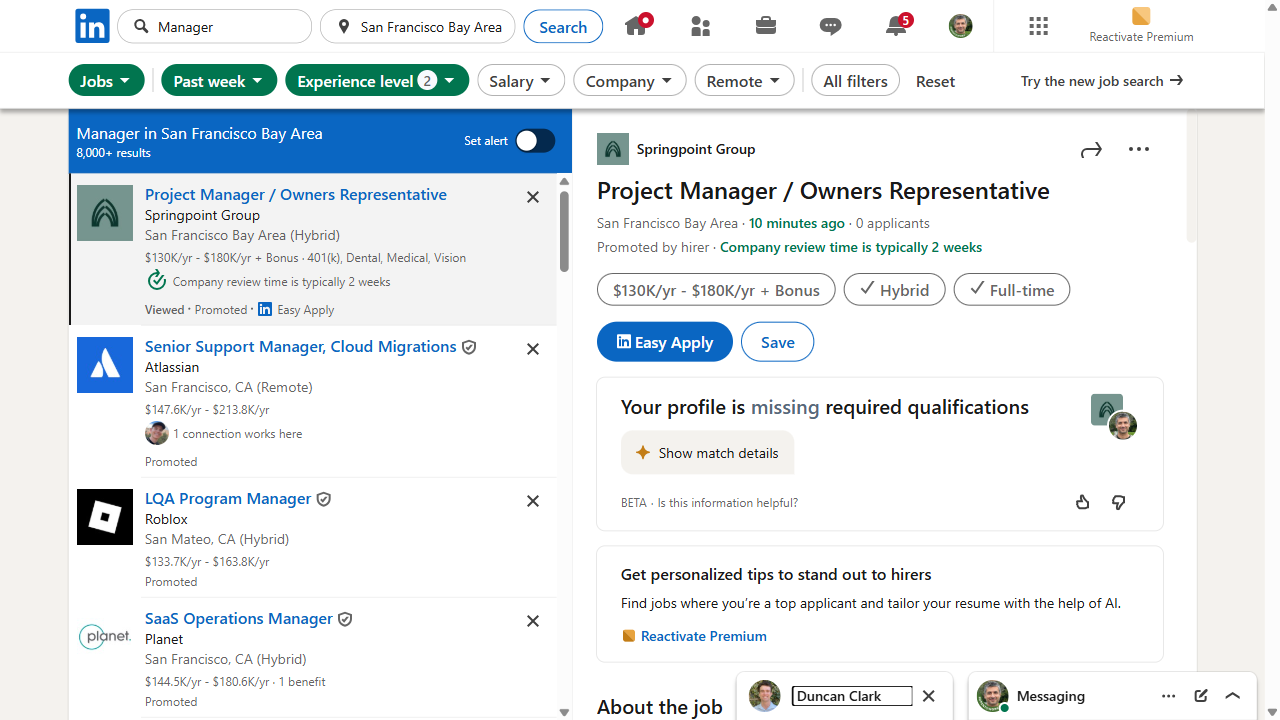 in
Manager
San Francisco Bay Area
Search
5
Reactivate Premium
Jobs
Past week
Experience level 2
Salary
Company
Remote
All filters
Reset
Try the new job search
Manager in San Francisco Bay Area
8,000+ results
Set alert
Project Manager / Owners Representative
Springpoint Group
San Francisco Bay Area (Hybrid)
$130K/yr - $180K/yr + Bonus · 401(k), Dental, Medical, Vision
Company review time is typically 2 weeks
Viewed · Promoted · in Easy Apply
Senior Support Manager, Cloud Migrations
Atlassian
San Francisco, CA (Remote)
$147.6K/yr - $213.8K/yr
1 connection works here
Promoted
LQA Program Manager
Roblox
San Mateo, CA (Hybrid)
$133.7K/yr - $163.8K/yr
Promoted
planet.
SaaS Operations Manager
Planet
San Francisco, CA (Hybrid)
$144.5K/yr - $180.6K/yr · 1 benefit
Promoted
Springpoint Group
Project Manager / Owners Representative
San Francisco Bay Area · 10 minutes ago · 0 applicants
Promoted by hirer · Company review time is typically 2 weeks
$130K/yr - $180K/yr + Bonus
Hybrid
Full-time
in Easy Apply
Save
Your profile is missing required qualifications
Show match details
BETA · Is this information helpful?
Get personalized tips to stand out to hirers
Find jobs where you’re a top applicant and tailor your resume with the help of AI.
Reactivate Premium
About the job
Duncan Clark
Messaging